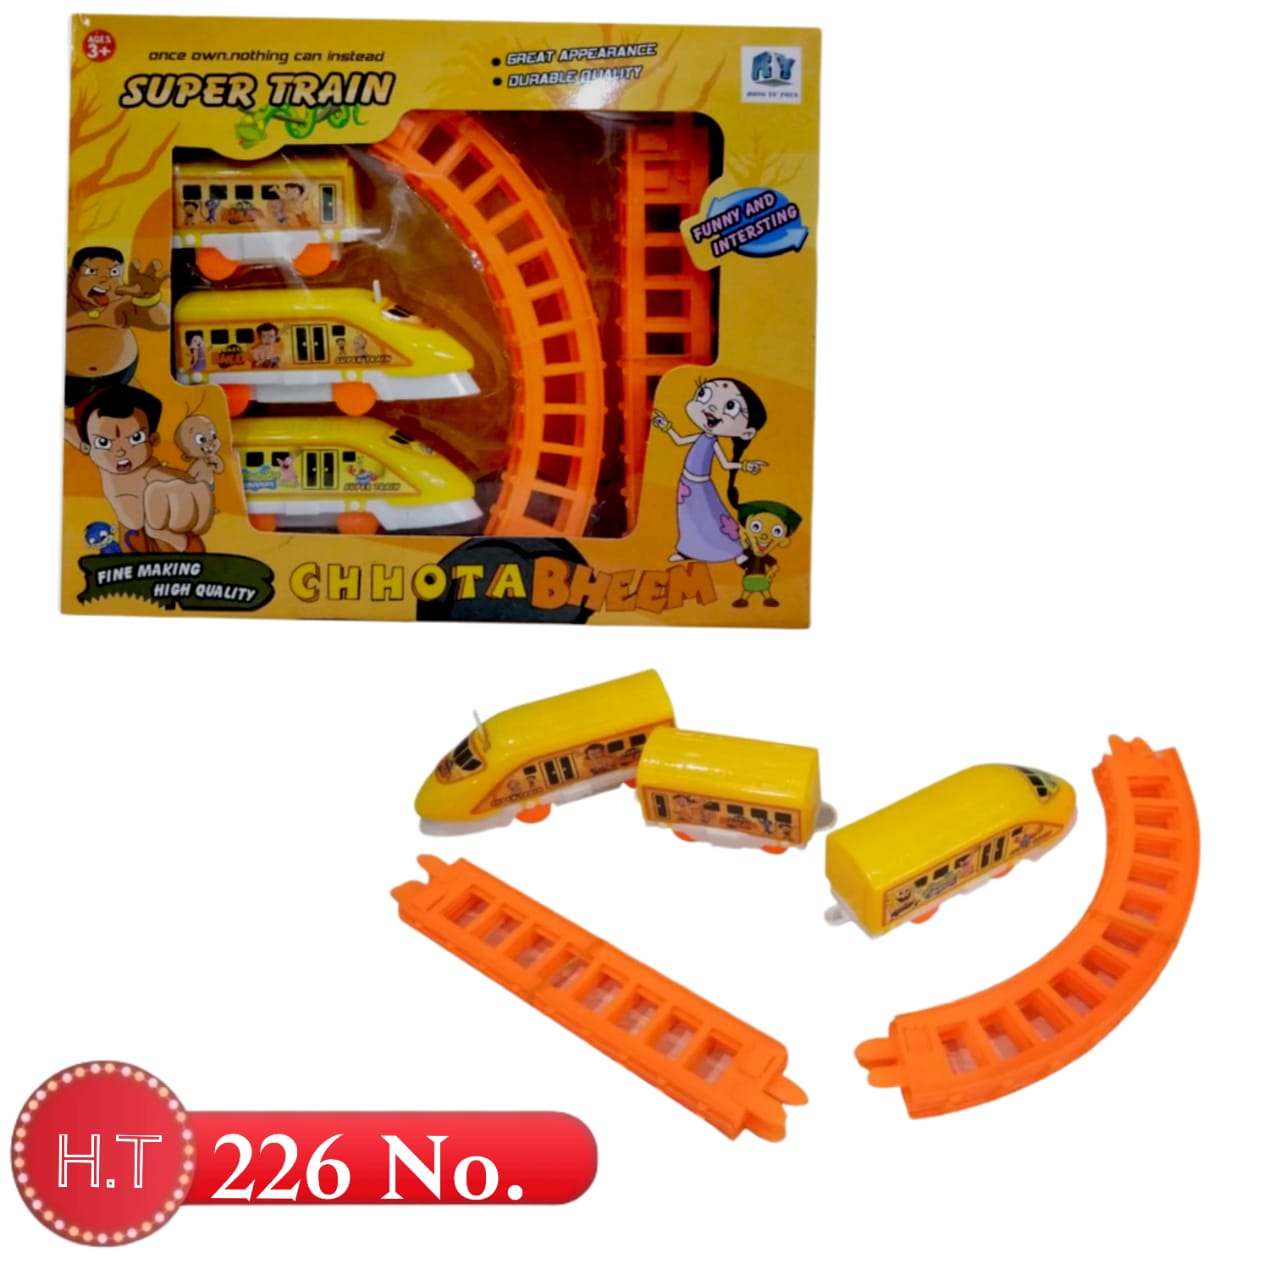 AGES
3+
once own.nothing can instead
SUPER TRAIN
GREAT APPEARANCE
DURABLE QUALITY
RY
FUNNY AND
INTERSTING
SUPER TRAIN
SUPER TRAIN
FINE MAKING
HIGH QUALITY
CHHOTA BHEEM
H.T
226 No.